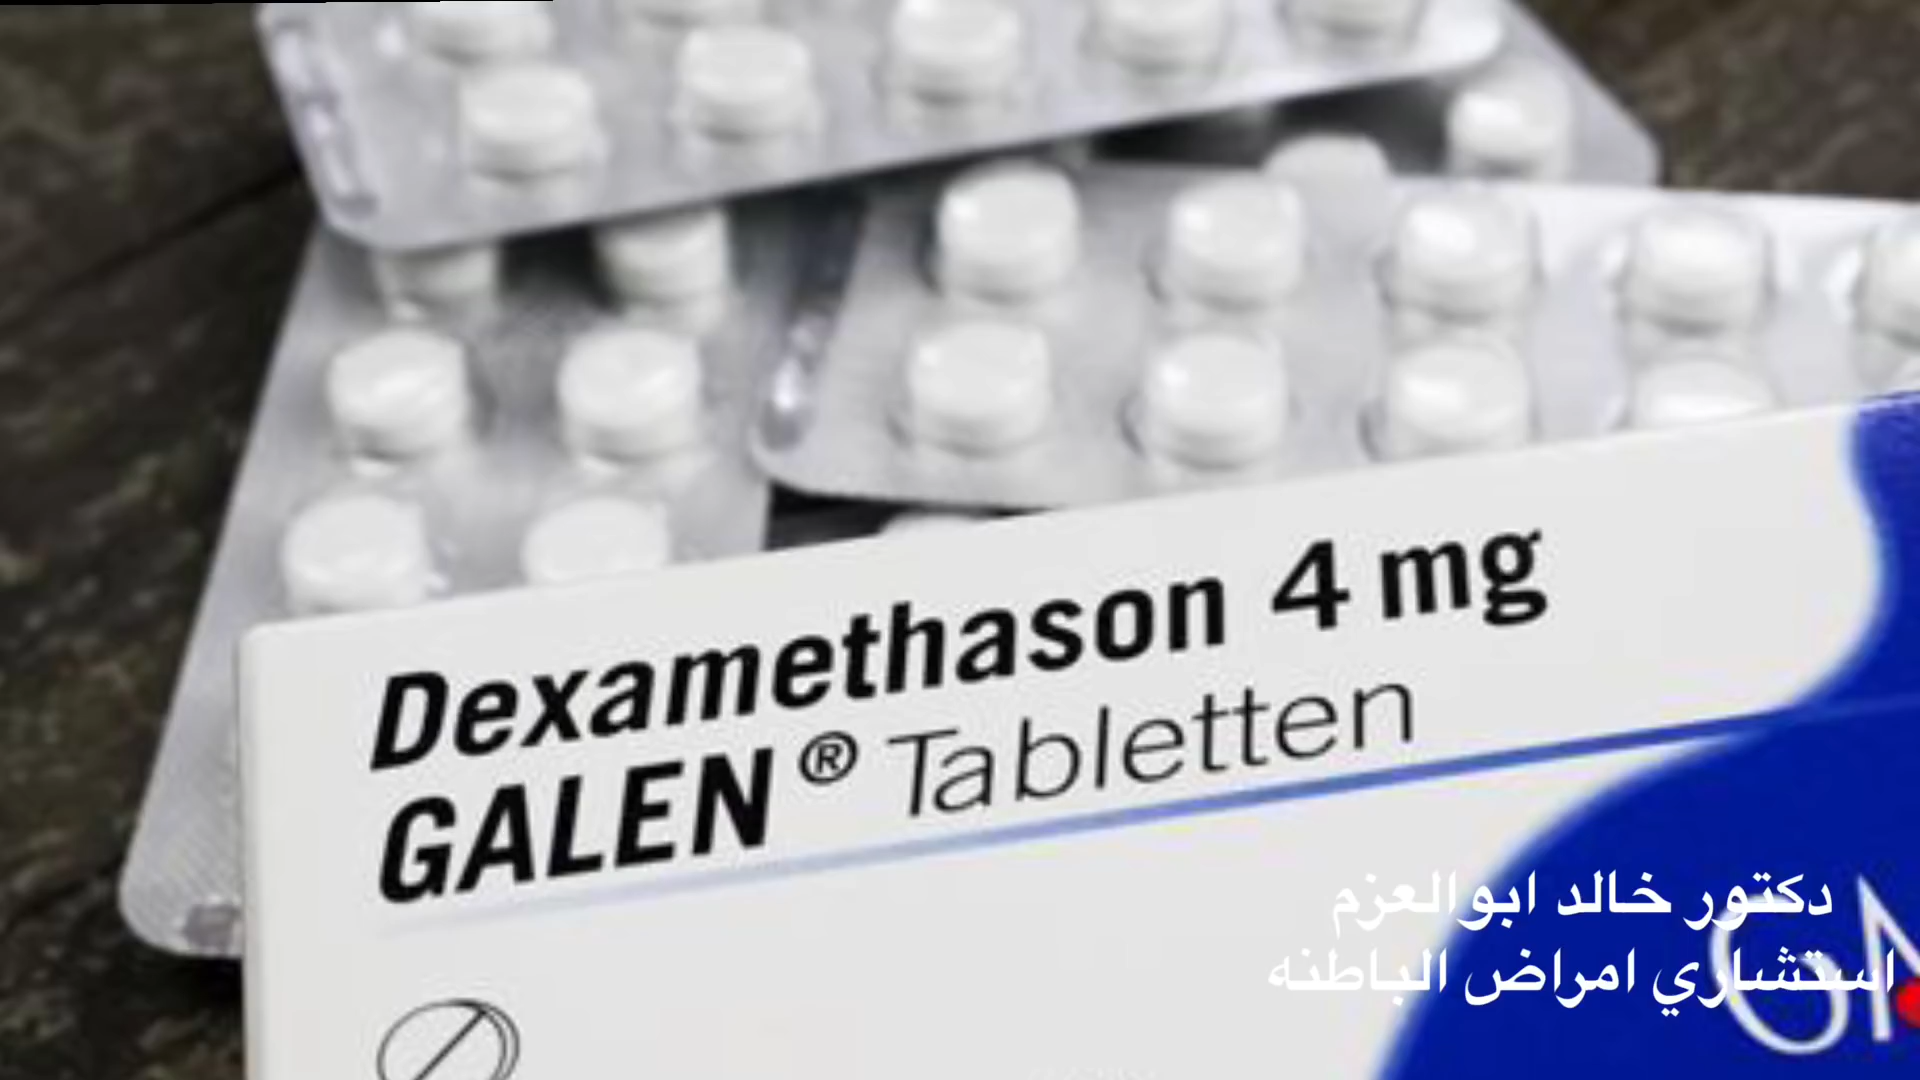 Dexamethason 4 mg
GALEN® Tabletten
دكتور خالد ابوالعزم
استشاري امراض الباطنه